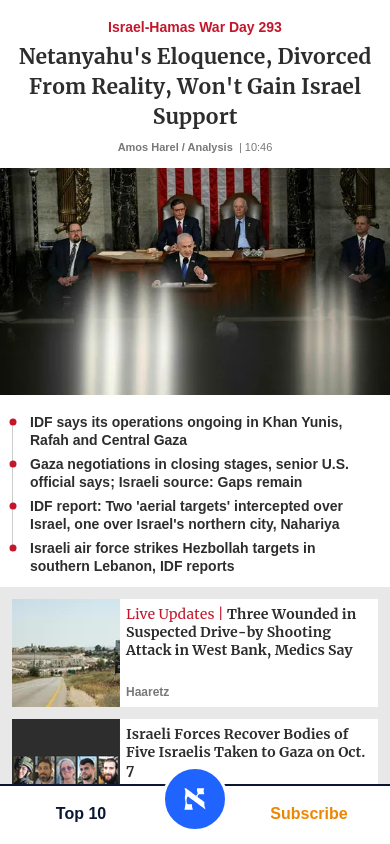 Israel-Hamas War Day 293
Netanyahu's Eloquence, Divorced
From Reality, Won't Gain Israel
Support
Amos Harel / Analysis | 10:46
IDF says its operations ongoing in Khan Yunis,
Rafah and Central Gaza
Gaza negotiations in closing stages, senior U.S.
official says; Israeli source: Gaps remain
IDF report: Two 'aerial targets' intercepted over
Israel, one over Israel's northern city, Nahariya
Israeli air force strikes Hezbollah targets in
southern Lebanon, IDF reports
Live Updates | Three Wounded in
Suspected Drive-by Shooting
Attack in West Bank, Medics Say
Haaretz
Israeli Forces Recover Bodies of
Five Israelis Taken to Gaza on Oct.
7
Top 10
א
Subscribe